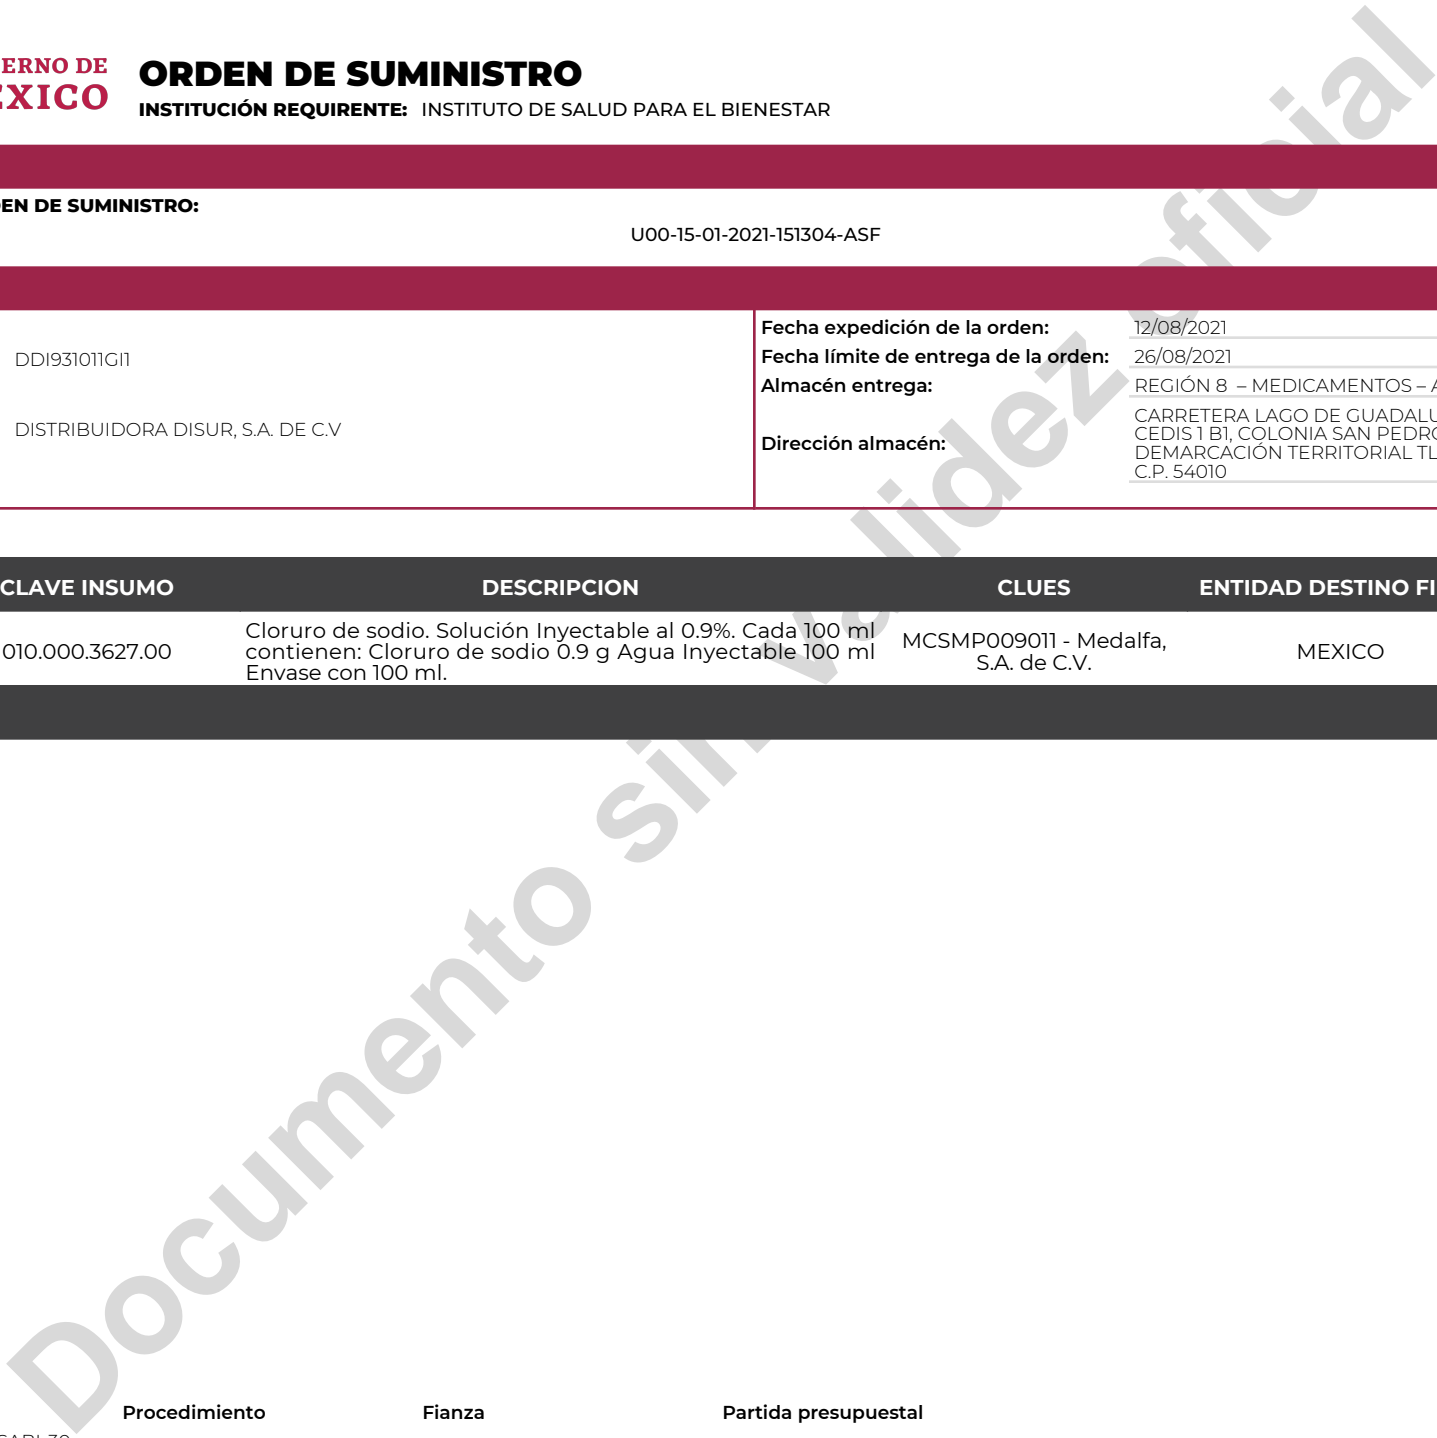 ERNO DE
EXICO
ORDEN DE SUMINISTRO
INSTITUCIÓN REQUIRENTE: INSTITUTO DE SALUD PARA EL BIENESTAR
EN DE SUMINISTRO:
U00-15-01-2021-151304-ASF
DDI931011GI1
DISTRIBUIDORA DISUR, S.A. DE C.V
Fecha expedición de la orden: 12/08/2021
Fecha límite de entrega de la orden: 26/08/2021
Almacén entrega: REGIÓN 8 – MEDICAMENTOS – A
Dirección almacén:
CARRETERA LAGO DE GUADALU
CEDIS 1 B1, COLONIA SAN PEDRO
DEMARCACIÓN TERRITORIAL TL
C.P. 54010
CLAVE INSUMO DESCRIPCION CLUES ENTIDAD DESTINO FI
010.000.3627.00
Cloruro de sodio. Solución Inyectable al 0.9%. Cada 100 ml
contienen: Cloruro de sodio 0.9 g Agua Inyectable 100 ml
Envase con 100 ml.
MCSMP009011 - Medalfa,
S.A. de C.V.
MEXICO
Documento sin validez oficial
Procedimiento Fianza Partida presupuestal